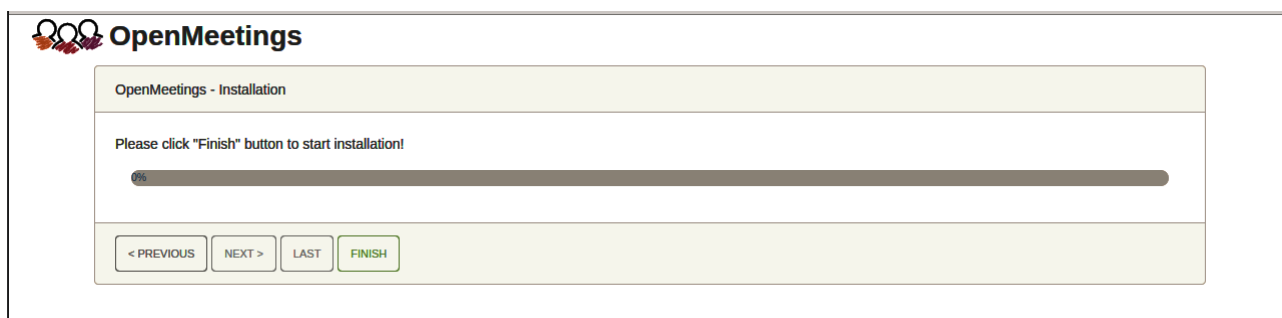 OpenMeetings
OpenMeetings - Installation
Please click "Finish" button to start installation!
0%
< PREVIOUS NEXT > LAST FINISH